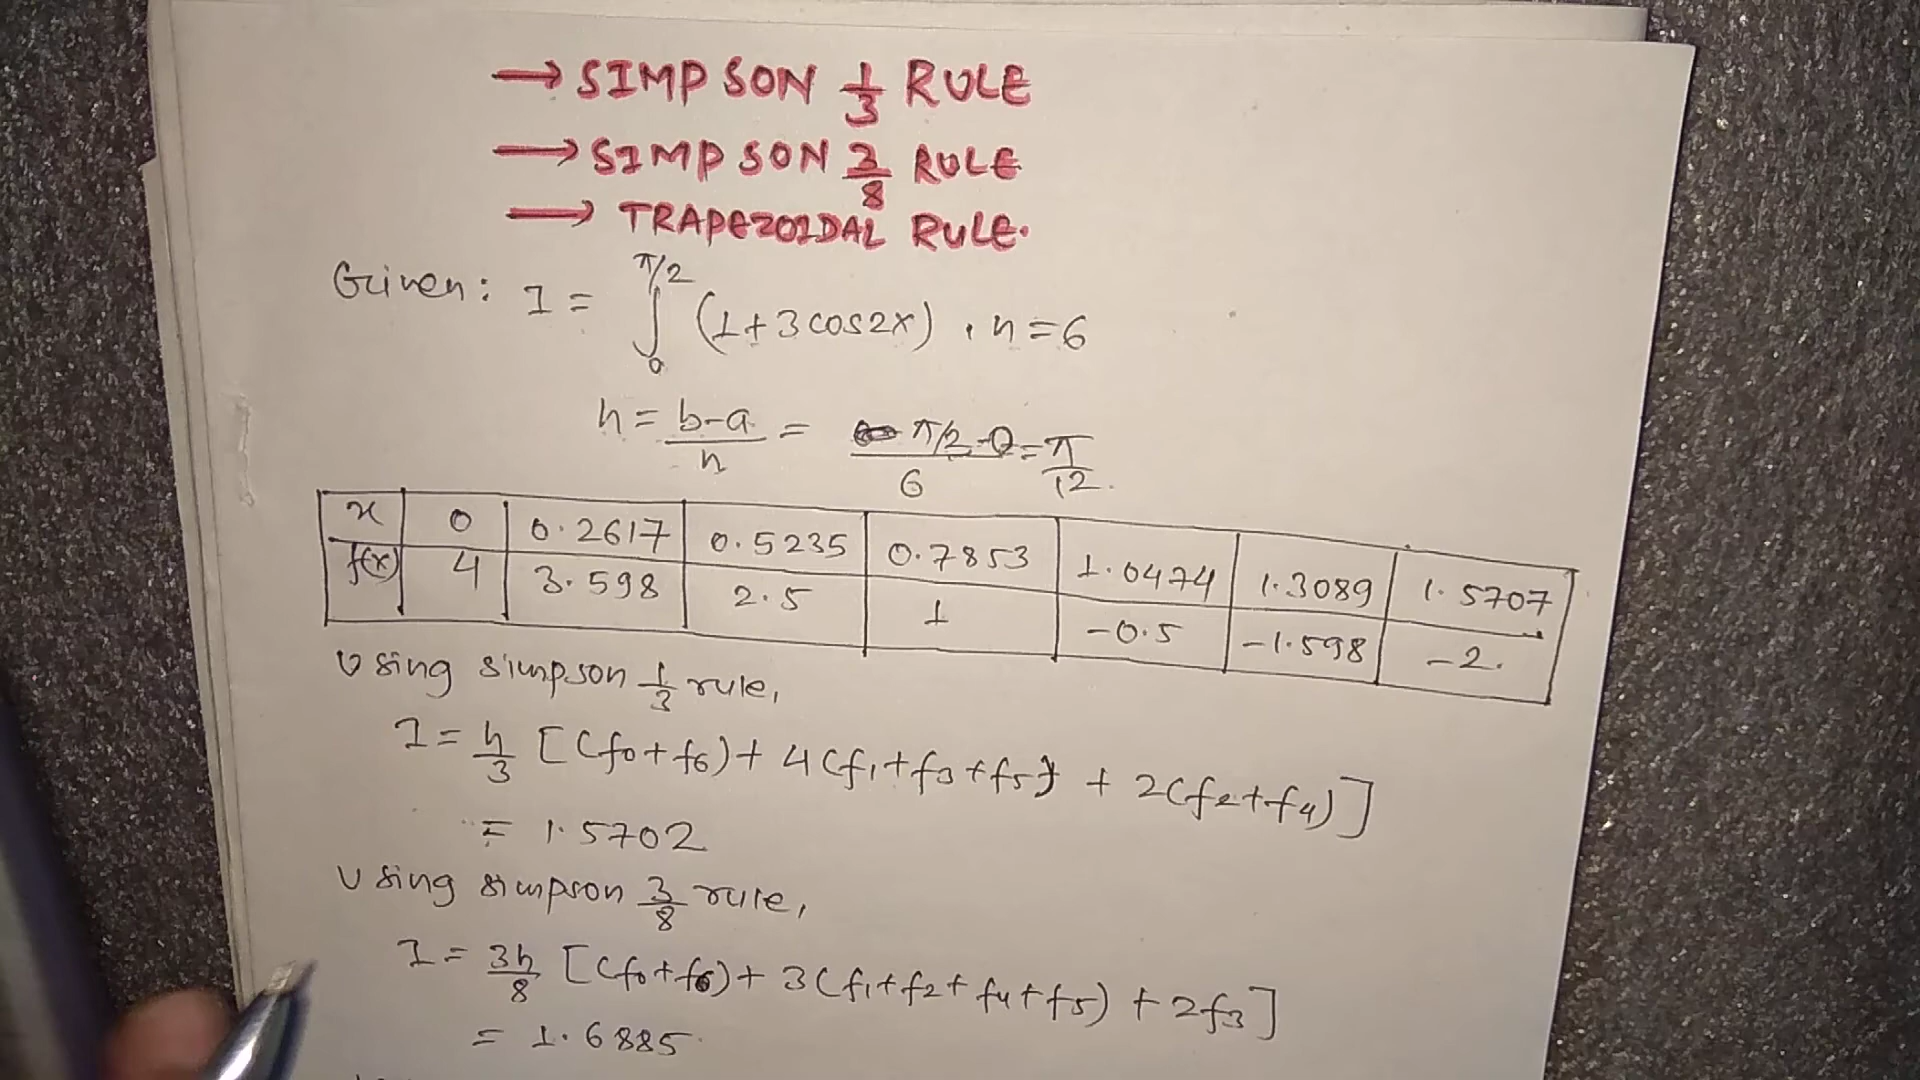 → SIMPSON 1/3 RULE
→ SIMPSON 3/8 RULE
→ TRAPEZOIDAL RULE.
Given: I = ∫₀^π/2 (1+3cos2x), n=6
h = b-a/n = π/2-0/6 = π/12.
x 0 0.2617 0.5235 0.7853 1.0474 1.3089 1.5707
f(x) 4 3.598 2.5 1 -0.5 -1.598 -2.
Using simpson 1/3 rule,
I = h/3 [(f0+f6)+4(f1+f3+f5)+2(f2+f4)]
= 1.5702
Using simpson 3/8 rule,
I = 3h/8 [(f0+f6)+3(f1+f2+f4+f5)+2f3]
= 1.6885